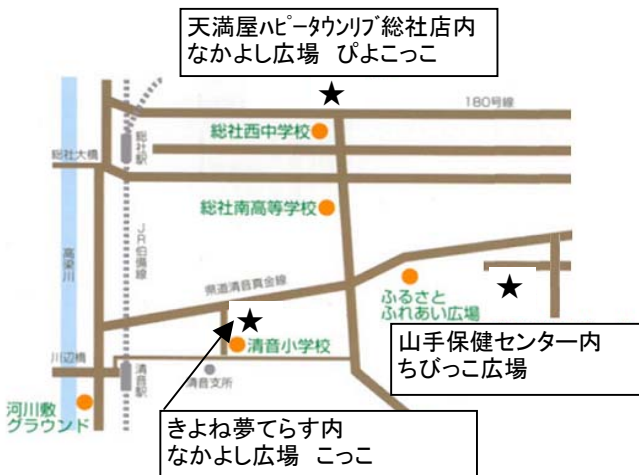 天満屋ハピータウンリブ総社店内
なかよし広場 ぴよこっこ
180号線
総社西中学校
総社駅
総社大橋
総社南高等学校
JR伯備線
高梁川
県道清音真金線
ふるさと
ふれあい広場
山手保健センター内
ちびっこ広場
清音小学校
川辺橋
清音駅
清音支所
河川敷
グラウンド
きよね夢てらす内
なかよし広場 こっこ